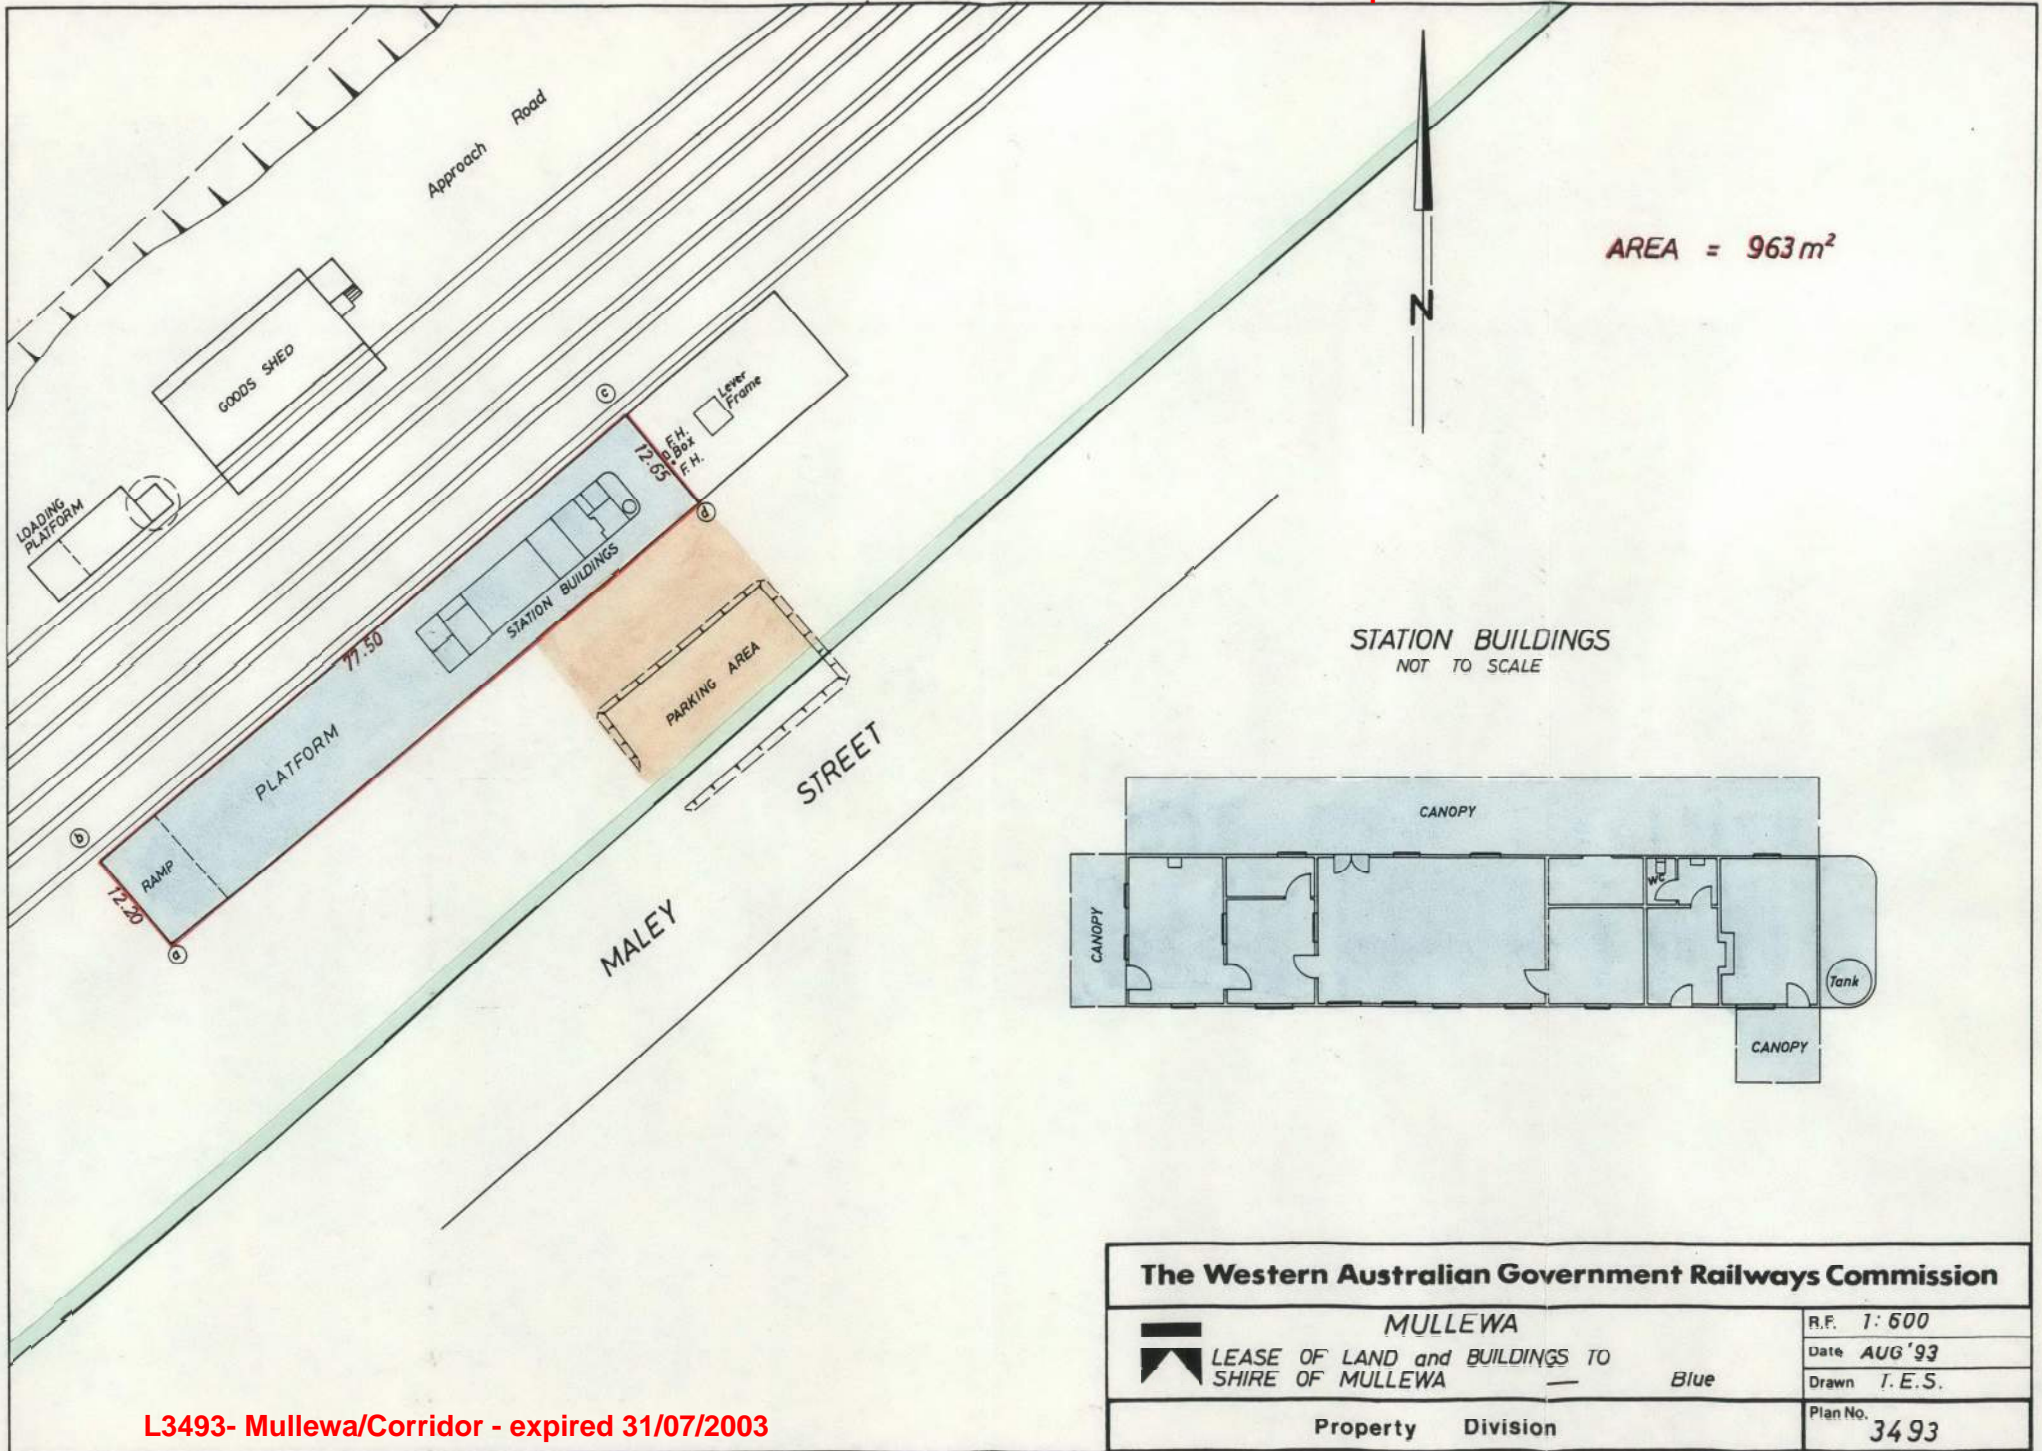 Approach Road
AREA = 963 m²
N
GOODS SHED
LOADING
PLATFORM
c
Lever
Frame
F.H.
Box
F.H.
12.65
d
STATION BUILDINGS
77.50
PARKING AREA
PLATFORM
b
RAMP
12.20
a
MALEY STREET
STATION BUILDINGS
NOT TO SCALE
CANOPY
WC
CANOPY
Tank
CANOPY
The Western Australian Government Railways Commission
MULLEWA
LEASE OF LAND and BUILDINGS TO
SHIRE OF MULLEWA — Blue
R.F. 1:600
Date AUG '93
Drawn T.E.S.
Property Division
Plan No. 3493
L3493- Mullewa/Corridor - expired 31/07/2003